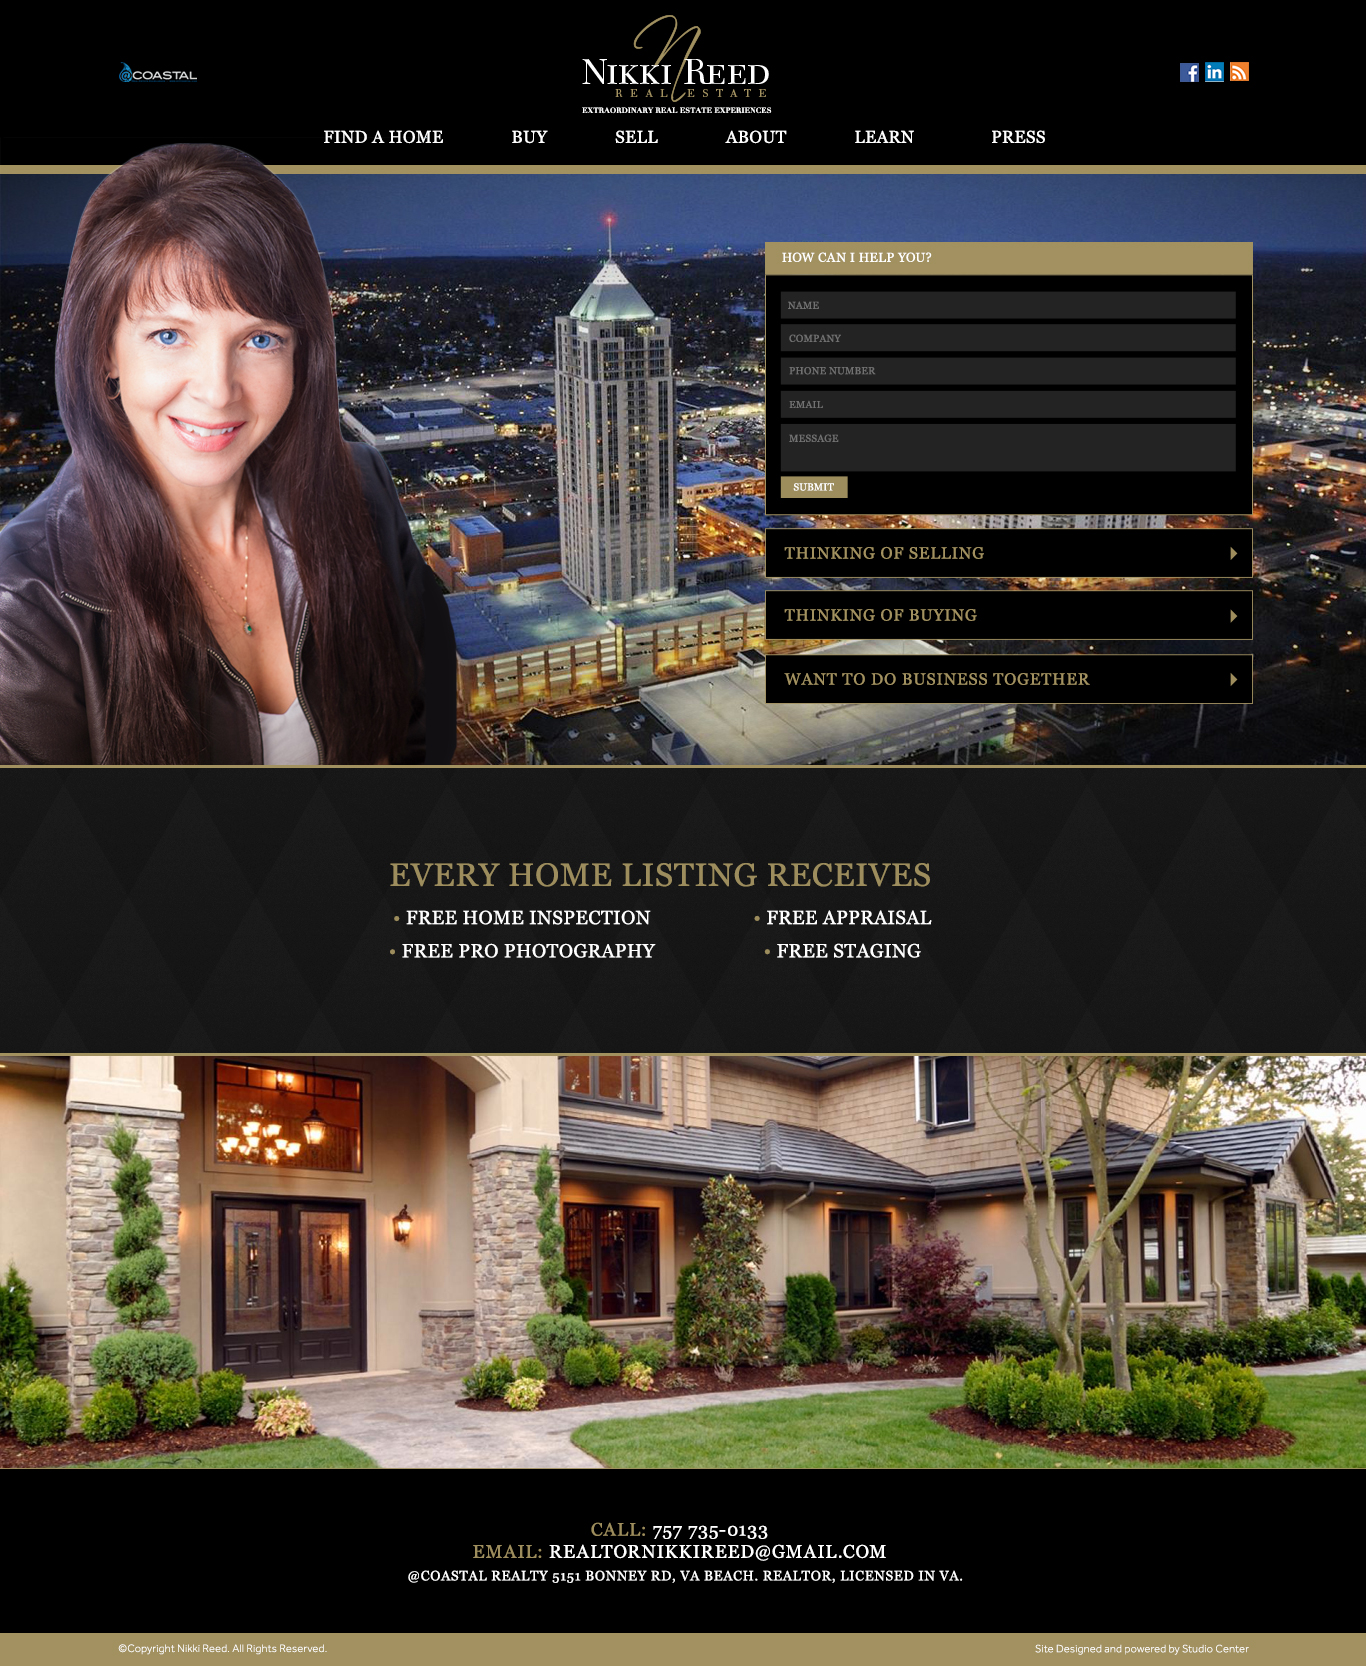 @COASTAL
NIKKI REED
REAL ESTATE
EXTRAORDINARY REAL ESTATE EXPERIENCES
FIND A HOME BUY SELL ABOUT LEARN PRESS
HOW CAN I HELP YOU?
NAME
COMPANY
PHONE NUMBER
EMAIL
MESSAGE
SUBMIT
THINKING OF SELLING
THINKING OF BUYING
WANT TO DO BUSINESS TOGETHER
EVERY HOME LISTING RECEIVES
• FREE HOME INSPECTION • FREE APPRAISAL
• FREE PRO PHOTOGRAPHY • FREE STAGING
CALL: 757 735-0133
EMAIL: REALTORNIKKIREED@GMAIL.COM
@COASTAL REALTY 5151 BONNEY RD, VA BEACH. REALTOR, LICENSED IN VA.
©Copyright Nikki Reed. All Rights Reserved. Site Designed and powered by Studio Center